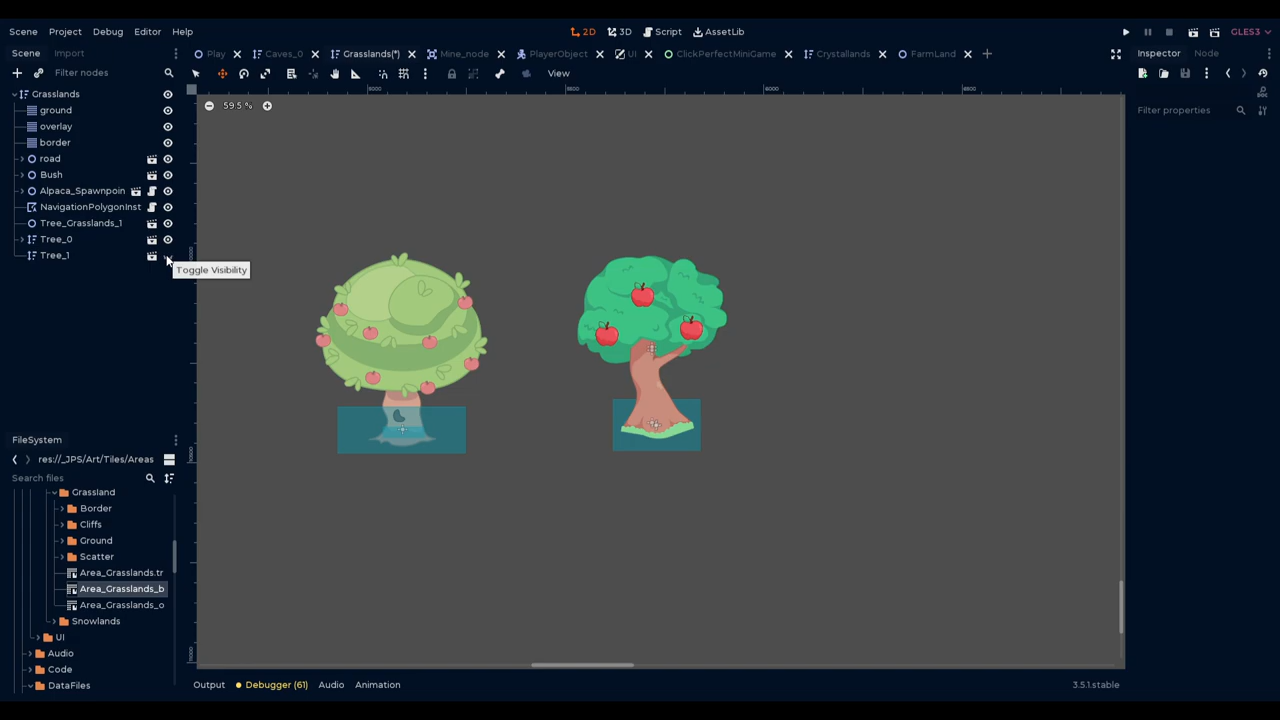 Scene Project Debug Editor Help 2D 3D Script AssetLib GLES3
Scene Import Play Caves_0 Grasslands(*) Mine_node PlayerObject UI ClickPerfectMiniGame Crystallands FarmLand Inspector Node
Filter nodes View
Grasslands
59.5 %
Filter properties
ground
overlay
border
road
Bush
Alpaca_Spawnpoin
NavigationPolygonInst
Tree_Grasslands_1
Tree_0
Tree_1
Toggle Visibility
FileSystem
res://_JPS/Art/Tiles/Areas
Search files
Grassland
Border
Cliffs
Ground
Scatter
Area_Grasslands.tr
Area_Grasslands_b
Area_Grasslands_o
Snowlands
UI
Audio
Code
DataFiles
Output Debugger (61) Audio Animation 3.5.1.stable